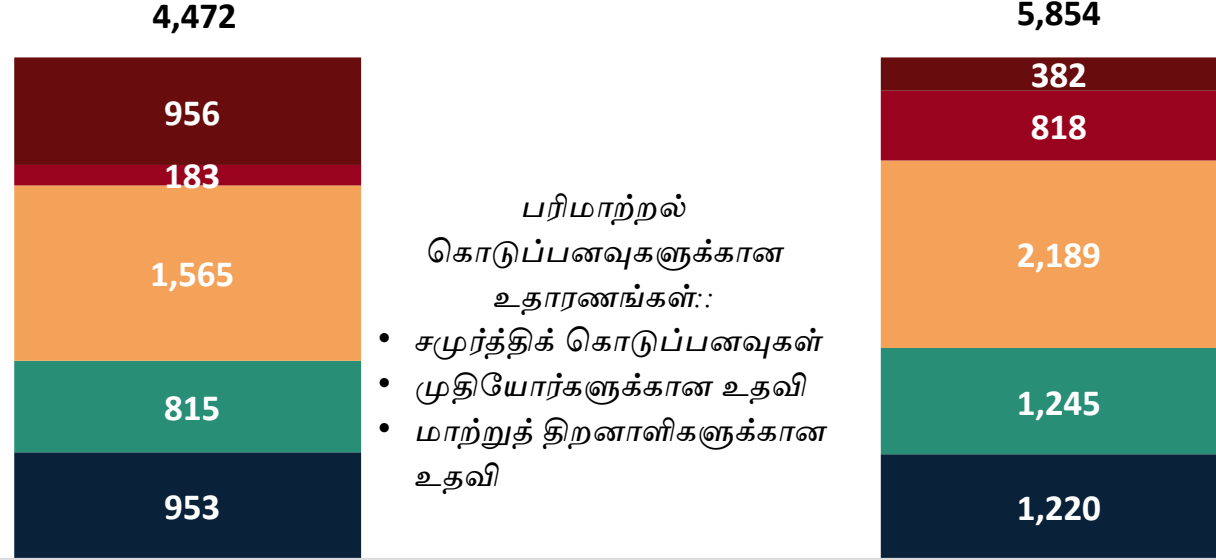 4,472
956
183
1,565
815
953
பரிமாற்றல்
கொடுப்பனவுகளுக்கான
உதாரணங்கள்::
• சமுர்த்திக் கொடுப்பனவுகள்
• முதியோர்களுக்கான உதவி
• மாற்றுத் திறனாளிகளுக்கான
உதவி
5,854
382
818
2,189
1,245
1,220